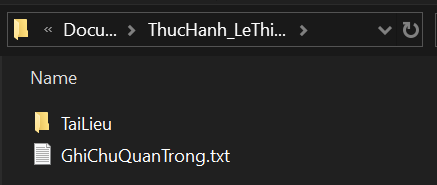 « Docu... > ThucHanh_LeThi... >
Name
TaiLieu
GhiChuQuanTrong.txt